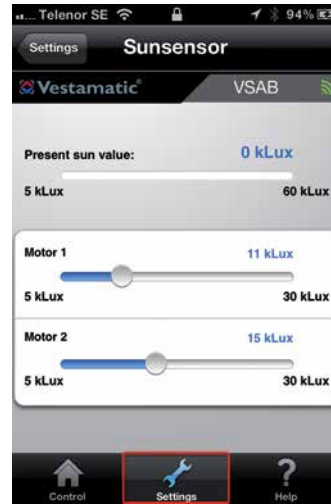 Telenor SE 94%
Settings Sunsensor
Vestamatic® VSAB
Present sun value: 0 kLux
5 kLux 60 kLux
Motor 1 11 kLux
5 kLux 30 kLux
Motor 2 15 kLux
5 kLux 30 kLux
?
Control Settings Help